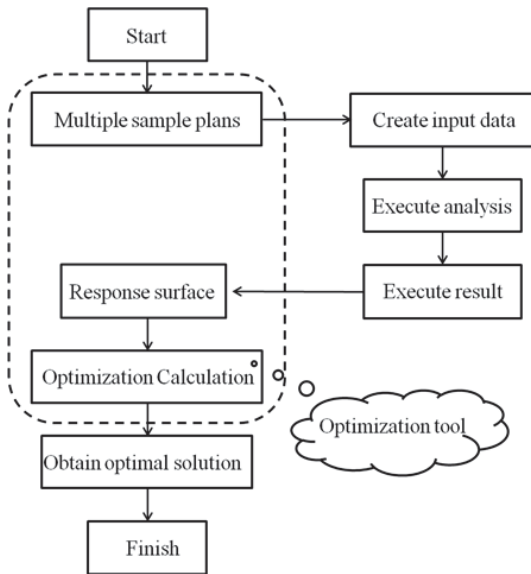 Start
Multiple sample plans
Create input data
Execute analysis
Execute result
Response surface
Optimization Calculation
Optimization tool
Obtain optimal solution
Finish